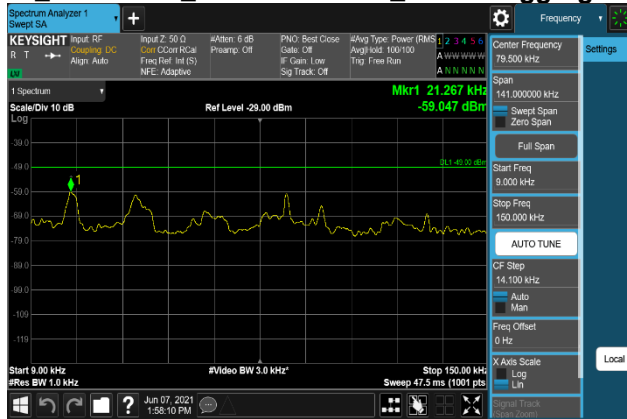 Spectrum Analyzer 1
Swept SA
+
Frequency
KEYSIGHT
R T
LXI
Input: RF
Coupling: DC
Align: Auto
Input Z: 50 Ω
Corr CCorr RCal
Freq Ref: Int (S)
NFE: Adaptive
#Atten: 6 dB
Preamp: Off
PNO: Best Close
Gate: Off
IF Gain: Low
Sig Track: Off
#Avg Type: Power (RMS
Avg|Hold: 100/100
Trig: Free Run
1 2 3 4 5 6
A W W W W W
A N N N N N
1 Spectrum
Scale/Div 10 dB
Ref Level -29.00 dBm
Mkr1 21.267 kHz
-59.047 dBm
Log
-39.0
-49.0
DL1 -49.00 dBm
1
-59.0
-69.0
-79.0
-89.0
-99.0
-109
-119
Start 9.00 kHz
#Video BW 3.0 kHz*
Stop 150.00 kHz
#Res BW 1.0 kHz
Sweep 47.5 ms (1001 pts
?
Jun 07, 2021
1:58:10 PM
Center Frequency
79.500 kHz
Settings
Span
141.000000 kHz
Swept Span
Zero Span
Full Span
Start Freq
9.000 kHz
Stop Freq
150.000 kHz
AUTO TUNE
CF Step
14.100 kHz
Auto
Man
Freq Offset
0 Hz
X Axis Scale
Log
Lin
Local
Signal Track
(Span Zoom)